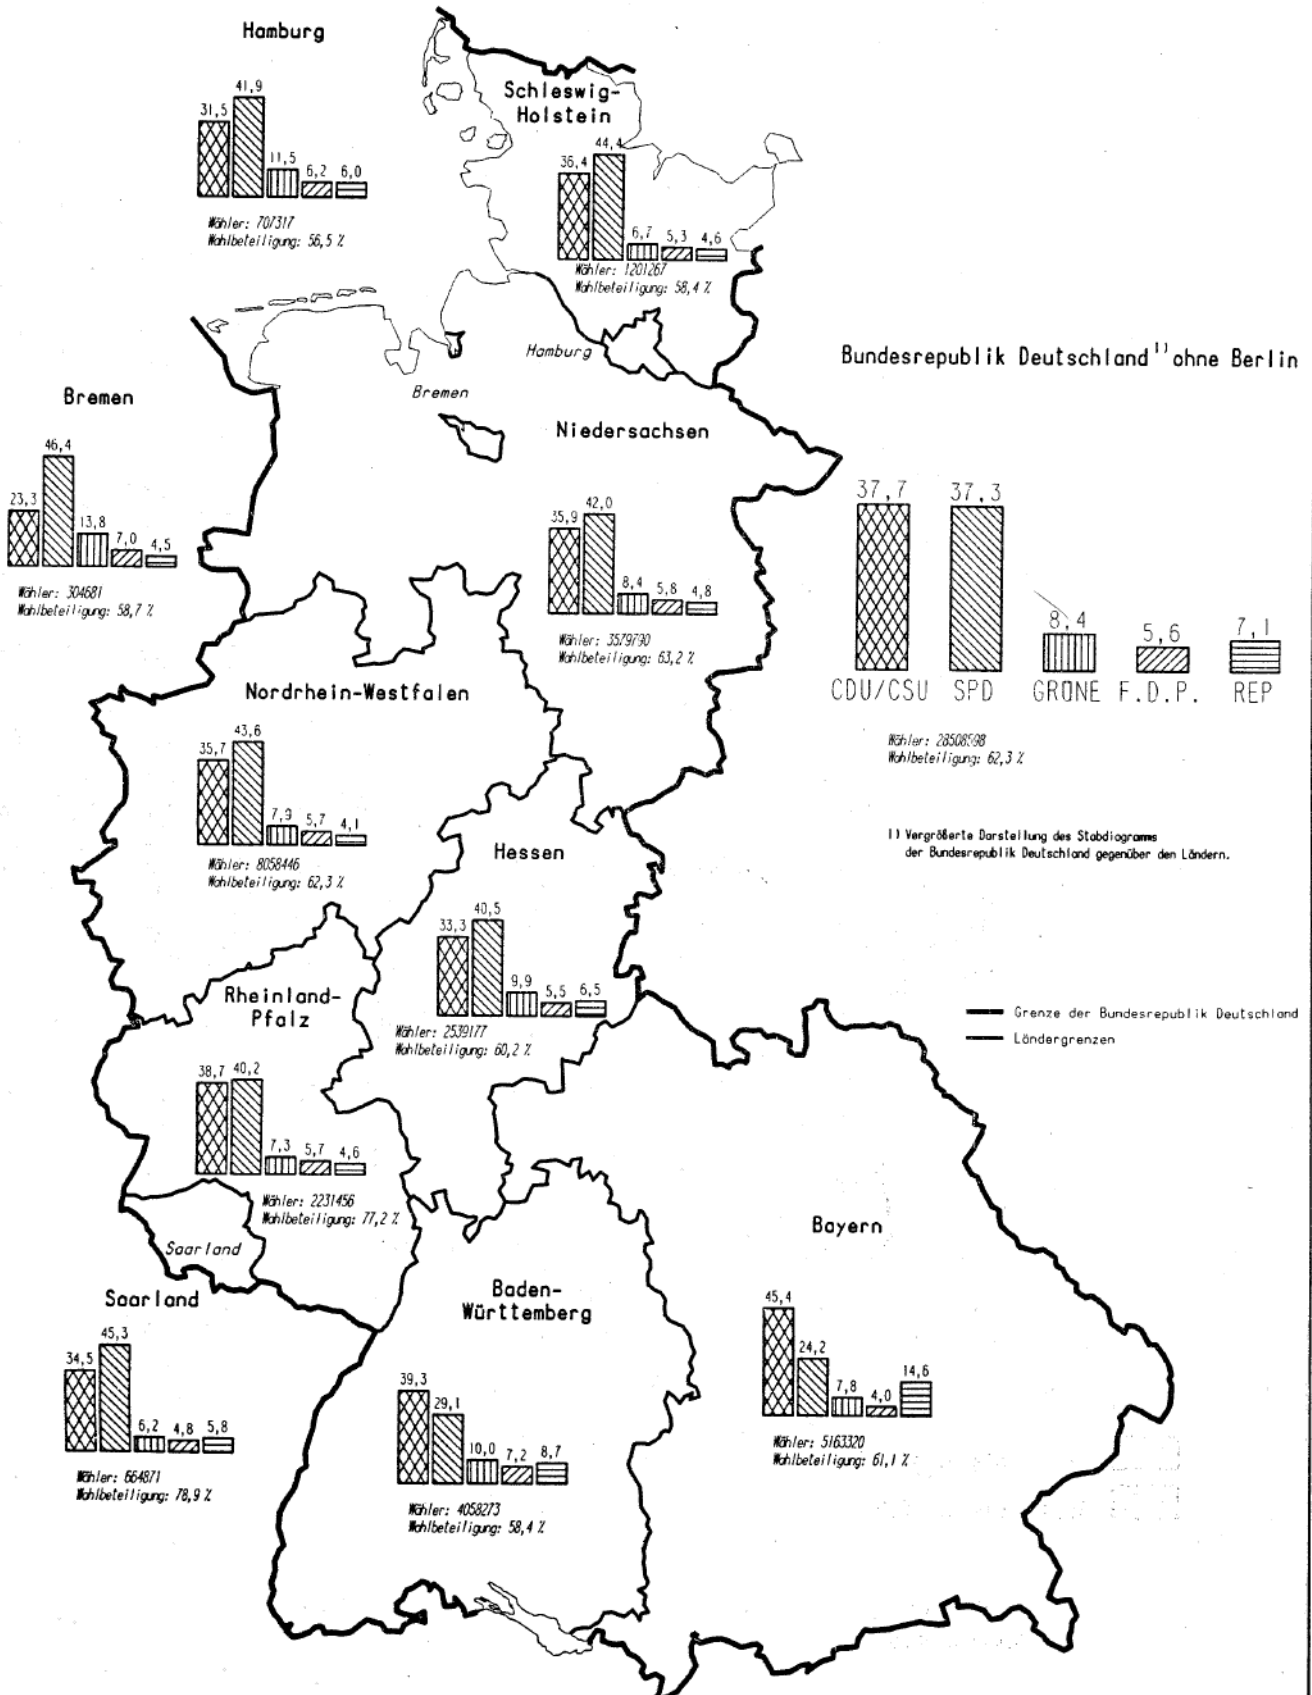 Hamburg
31,5 41,9 11,5 6,2 6,0
Wähler: 707317
Wahlbeteiligung: 56,5 %
Schleswig-
Holstein
36,4 44,4 6,7 5,3 4,6
Wähler: 1201267
Wahlbeteiligung: 58,4 %
Hamburg
Bremen
Bremen
23,3 46,4 13,8 7,0 4,5
Wähler: 304681
Wahlbeteiligung: 58,7 %
Niedersachsen
35,9 42,0 8,4 5,8 4,8
Wähler: 3579790
Wahlbeteiligung: 63,2 %
Bundesrepublik Deutschland 1) ohne Berlin
37,7 37,3 8,4 5,6 7,1
CDU/CSU SPD GRÜNE F.D.P. REP
Wähler: 28508598
Wahlbeteiligung: 62,3 %
1) Vergrößerte Darstellung des Stabdiagramms
der Bundesrepublik Deutschland gegenüber den Ländern.
Nordrhein-Westfalen
35,7 43,6 7,9 5,7 4,1
Wähler: 8058446
Wahlbeteiligung: 62,3 %
Hessen
33,3 40,5 9,9 5,5 6,5
Wähler: 2539177
Wahlbeteiligung: 60,2 %
Grenze der Bundesrepublik Deutschland
Ländergrenzen
Rheinland-
Pfalz
38,7 40,2 7,3 5,7 4,6
Wähler: 2231456
Wahlbeteiligung: 77,2 %
Saarland
Saarland
34,5 45,3 6,2 4,8 5,8
Wähler: 664871
Wahlbeteiligung: 78,9 %
Baden-
Württemberg
39,3 29,1 10,0 7,2 8,7
Wähler: 4058273
Wahlbeteiligung: 58,4 %
Bayern
45,4 24,2 7,8 4,0 14,6
Wähler: 5163320
Wahlbeteiligung: 61,1 %